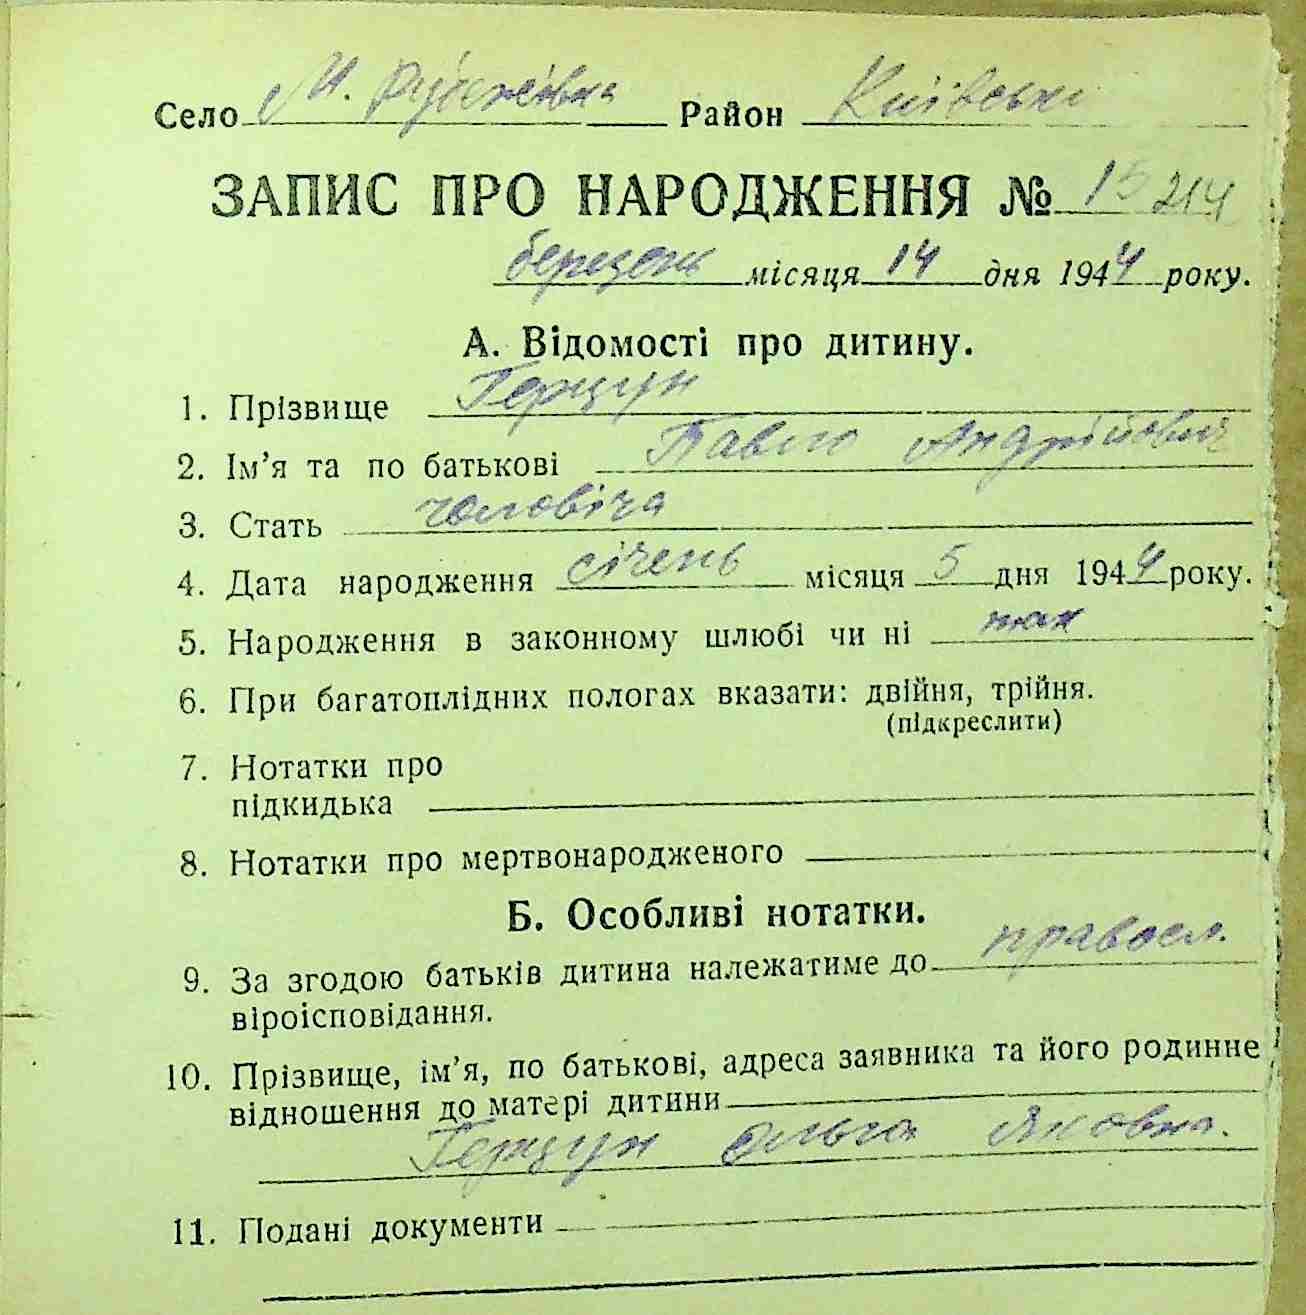 Село М. Рубежівка Район Київські
ЗАПИС ПРО НАРОДЖЕННЯ № 15 214
березень місяця 14 дня 1944 року.
А. Відомості про дитину.
1. Прізвище Герцун
2. Ім’я та по батькові Павло Андрійович
3. Стать чоловіча
4. Дата народження січень місяця 5 дня 1944 року.
5. Народження в законному шлюбі чи ні так
6. При багатоплідних пологах вказати: двійня, трійня.
(підкреслити)
7. Нотатки про
підкидька
8. Нотатки про мертвонародженого
Б. Особливі нотатки.
9. За згодою батьків дитина належатиме до правосл.
віроісповідання.
10. Прізвище, ім’я, по батькові, адреса заявника та його родинне
відношення до матері дитини
Герцун Ольга Яковна.
11. Подані документи